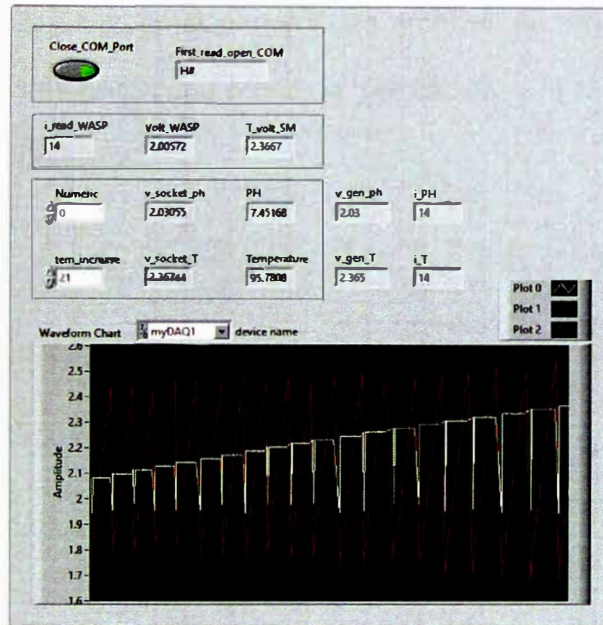 Close_COM_Port First_read_open_COM
H#
i_read_WASP Volt_WASP T_volt_SM
14 2.00572 2.3667
Numeric v_socket_ph PH v_gen_ph i_PH
0 2.03055 7.45168 2.03 14
tem_increase v_socket_T Temperature v_gen_T i_T
21 2.36744 95.7808 2.365 14
Plot 0
Plot 1
Plot 2
Waveform Chart myDAQ1 device name
2.6
2.5
2.4
2.3
2.2
2.1
2
1.9
1.8
1.7
1.6
Amplitude